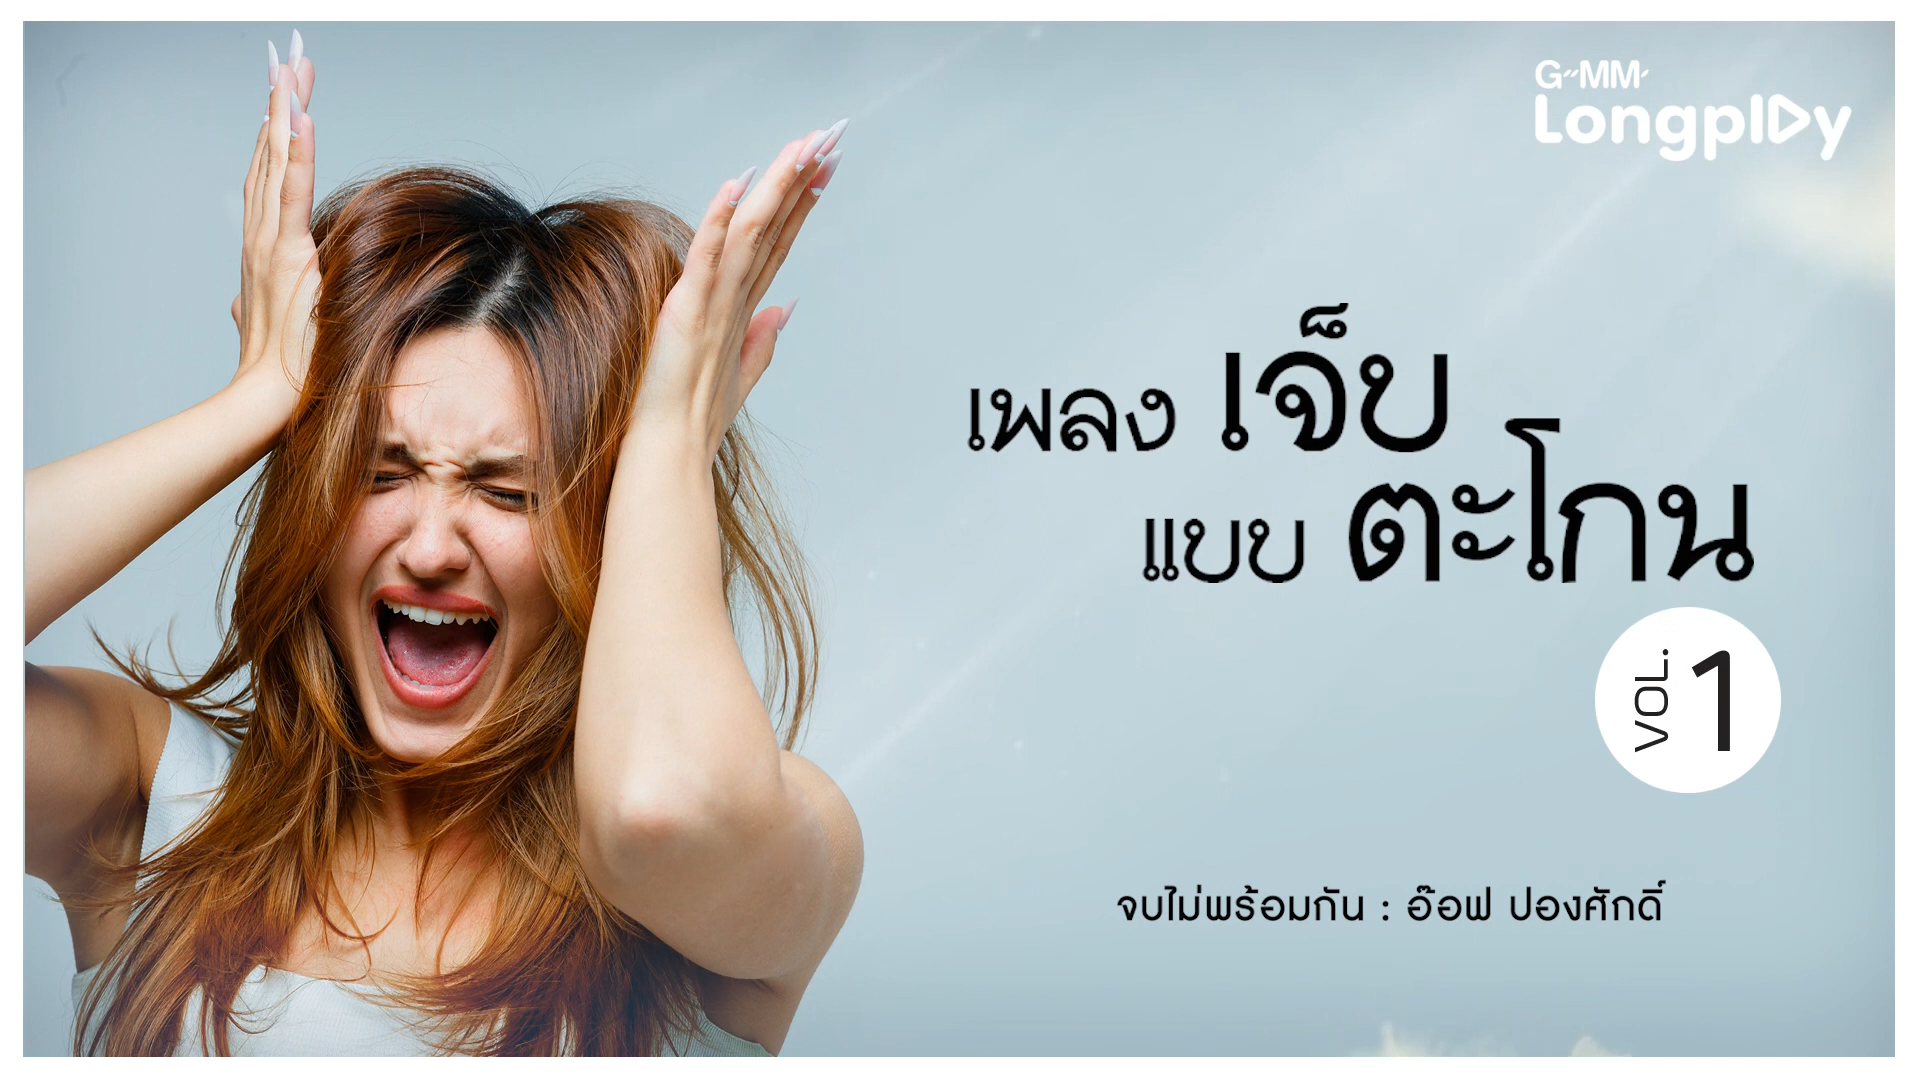 GMM
Longplay
เพลง เจ็บ
แบบ ตะโกน
VOL. 1
จบไม่พร้อมกัน : อ๊อฟ ปองศักดิ์